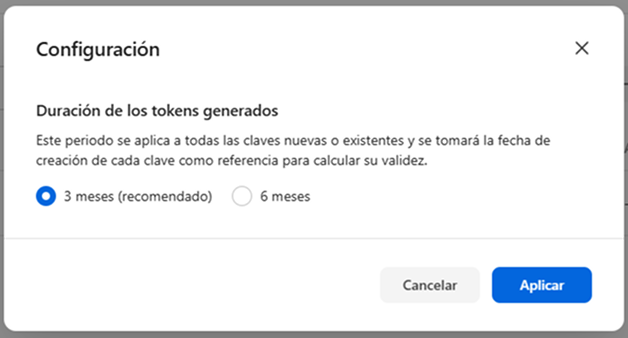 Configuración
Duración de los tokens generados
Este periodo se aplica a todas las claves nuevas o existentes y se tomará la fecha de
creación de cada clave como referencia para calcular su validez.
3 meses (recomendado) 6 meses
Cancelar Aplicar